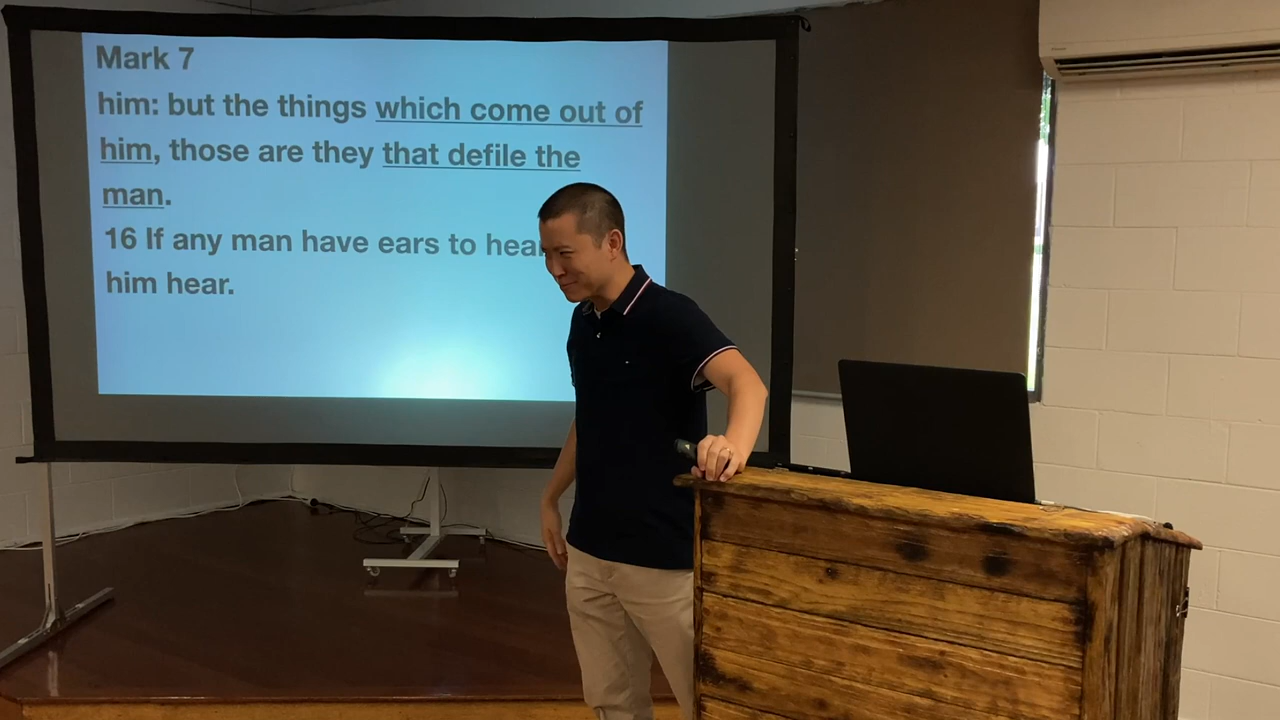 Mark 7
him: but the things which come out of
him, those are they that defile the
man.
16 If any man have ears to hear
him hear.